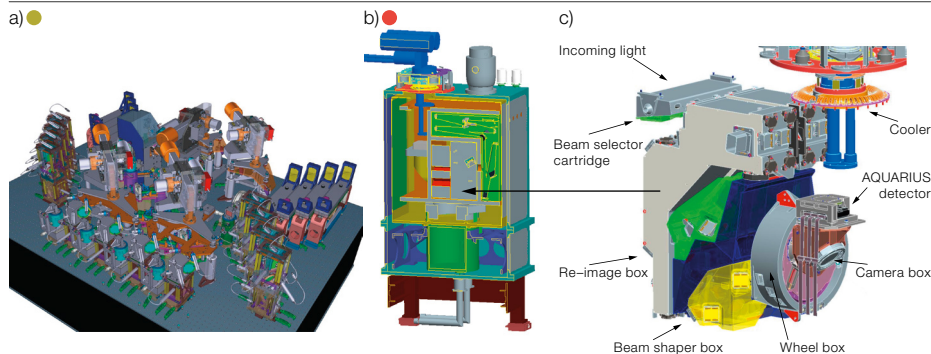 a)
b)
c)
Incoming light
Beam selector
cartridge
Cooler
AQUARIUS
detector
Re-image box
Camera box
Beam shaper box
Wheel box